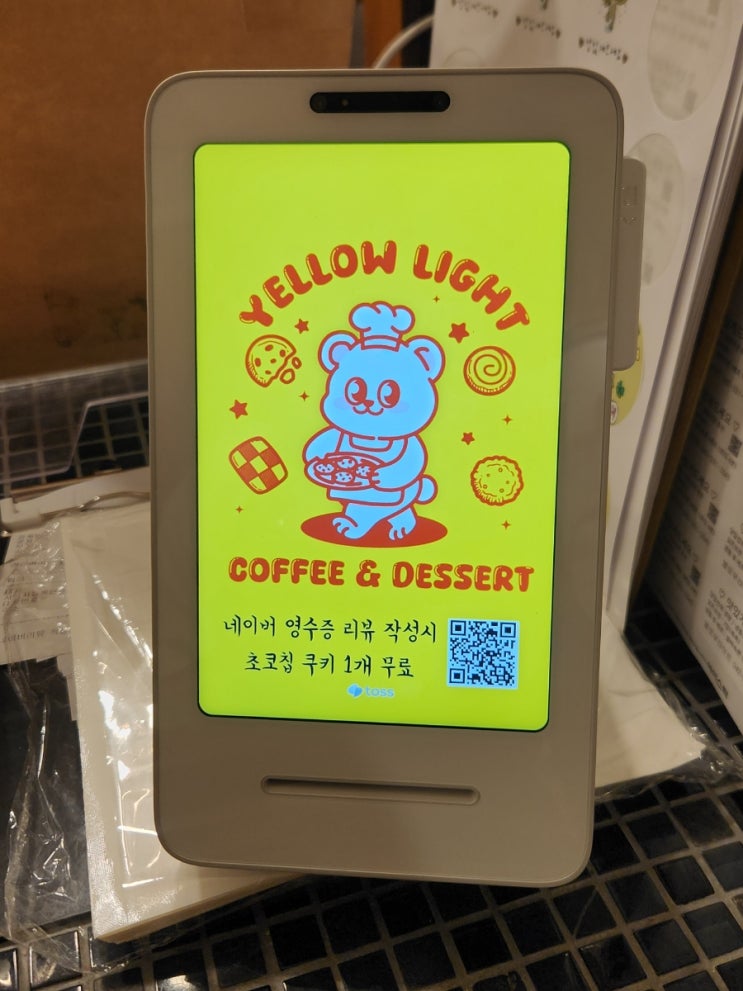 YELLOW LIGHT
COFFEE & DESSERT
네이버 영수증 리뷰 작성시
초코칩 쿠키 1개 무료
toss